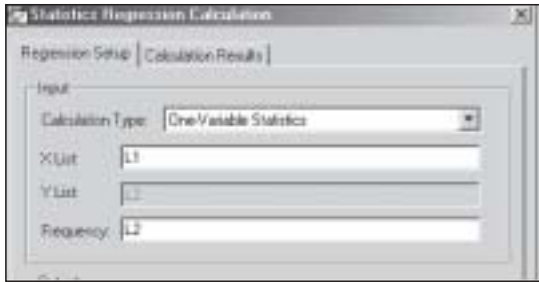 Statistics Regression Calculation
Regression Setup Calculation Results
Input
Calculation Type: One-Variable Statistics
X List L1
Y List
Frequency: L2